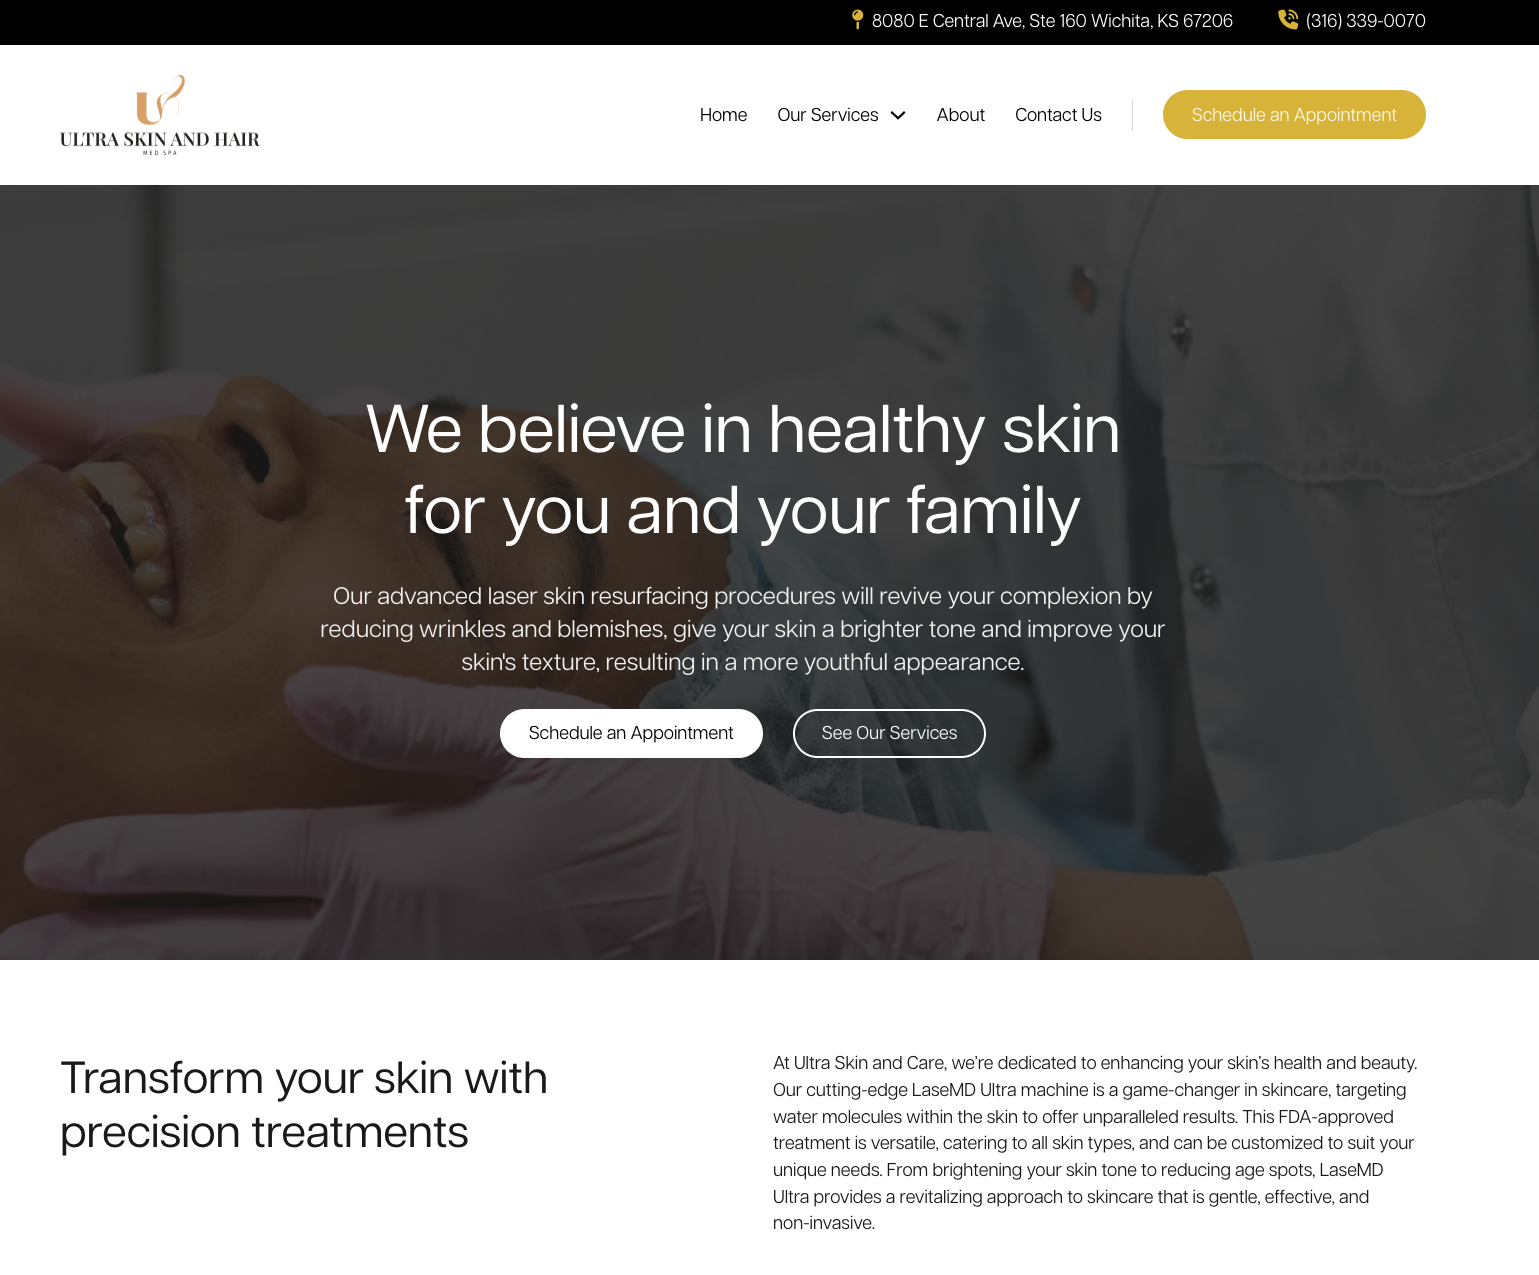 8080 E Central Ave, Ste 160 Wichita, KS 67206
(316) 339-0070
ULTRA SKIN AND HAIR
MED SPA
Home
Our Services
About
Contact Us
Schedule an Appointment
We believe in healthy skin
for you and your family
Our advanced laser skin resurfacing procedures will revive your complexion by
reducing wrinkles and blemishes, give your skin a brighter tone and improve your
skin's texture, resulting in a more youthful appearance.
Schedule an Appointment
See Our Services
Transform your skin with
precision treatments
At Ultra Skin and Care, we’re dedicated to enhancing your skin’s health and beauty.
Our cutting-edge LaseMD Ultra machine is a game-changer in skincare, targeting
water molecules within the skin to offer unparalleled results. This FDA-approved
treatment is versatile, catering to all skin types, and can be customized to suit your
unique needs. From brightening your skin tone to reducing age spots, LaseMD
Ultra provides a revitalizing approach to skincare that is gentle, effective, and
non-invasive.